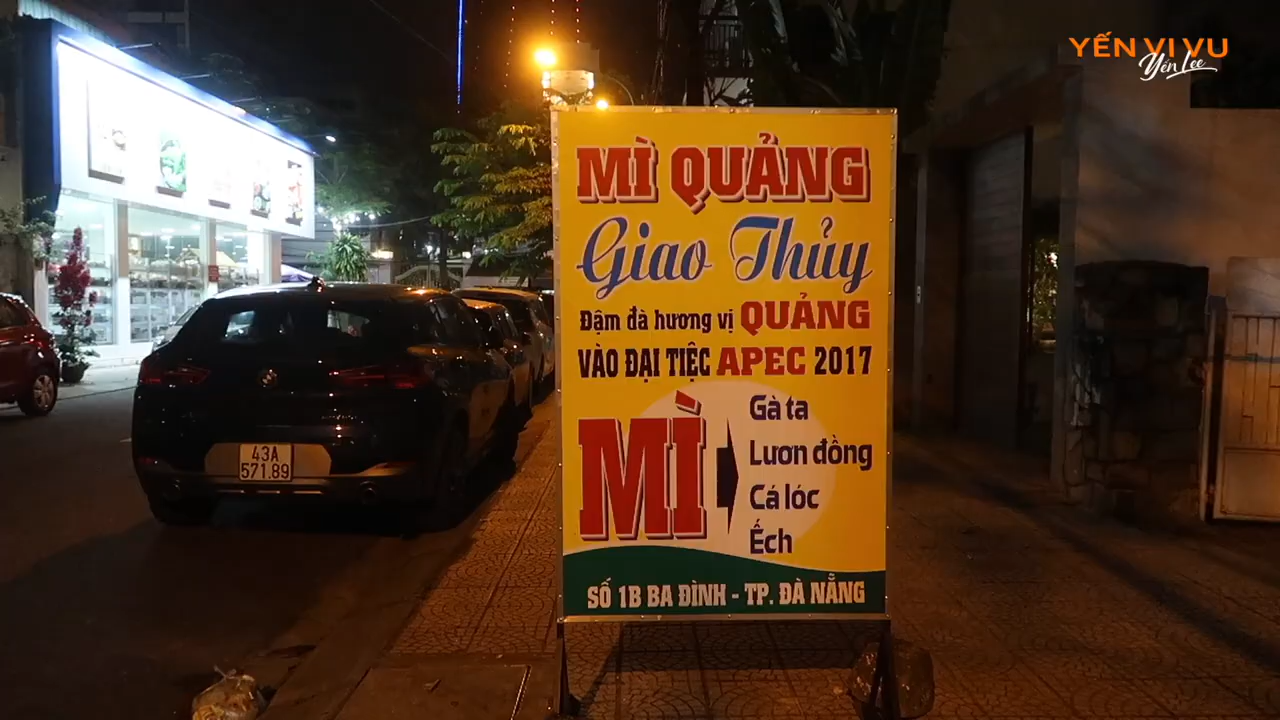 YẾN VI VU
Yến Lee
MÌ QUẢNG
Giao Thủy
Đậm đà hương vị QUẢNG
VÀO ĐẠI TIỆC APEC 2017
MÌ
Gà ta
Lươn đồng
Cá lóc
Ếch
SỐ 1B BA ĐÌNH - TP. ĐÀ NẴNG
43A
571.89